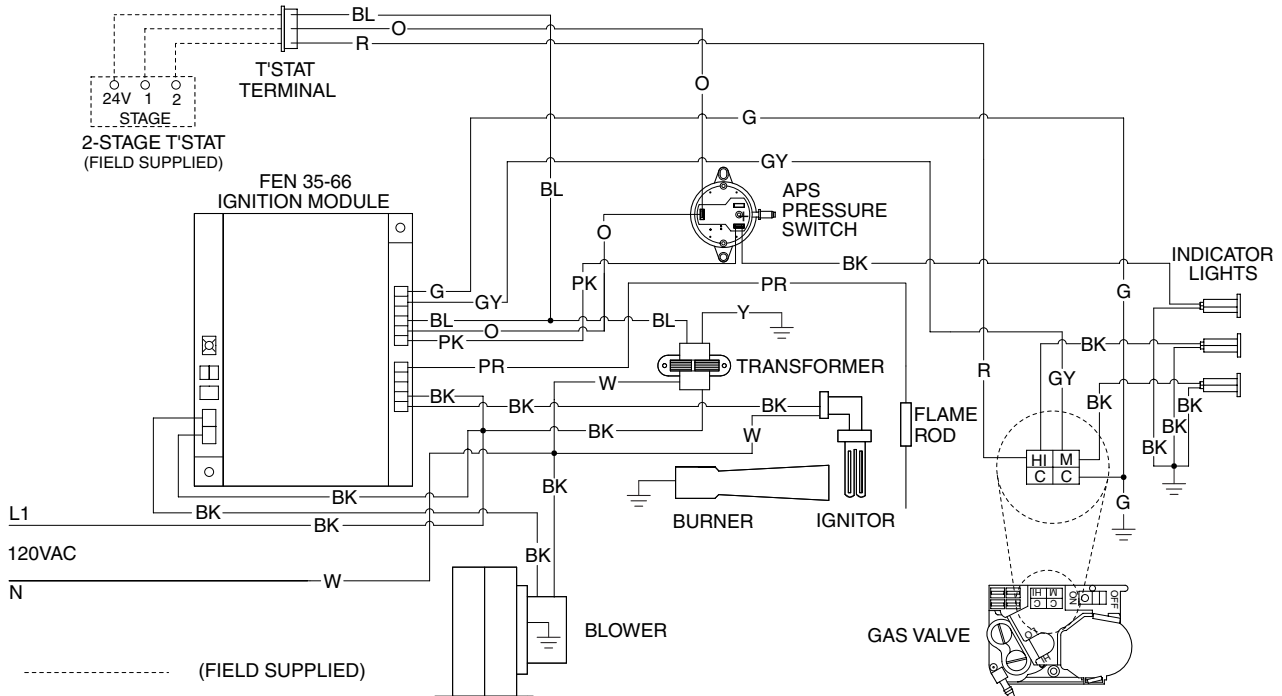 BL
O
R
T'STAT
TERMINAL
24V 1 2
STAGE
2-STAGE T'STAT
(FIELD SUPPLIED)
O
G
GY
FEN 35-66
IGNITION MODULE
BL
APS
PRESSURE
SWITCH
O
INDICATOR
LIGHTS
BK
PK
PR
G
GY
G
BL
BL
Y
O
PK
BK
PR
TRANSFORMER
R
GY
W
BK
BK
BK
BK
FLAME
ROD
BK
W
BK
BK
BK
HI M
C C
BK
BK
BURNER
IGNITOR
G
L1
BK
BK
120VAC
BK
N
W
BLOWER
GAS VALVE
HI M
C C
ON
OFF
HI
(FIELD SUPPLIED)